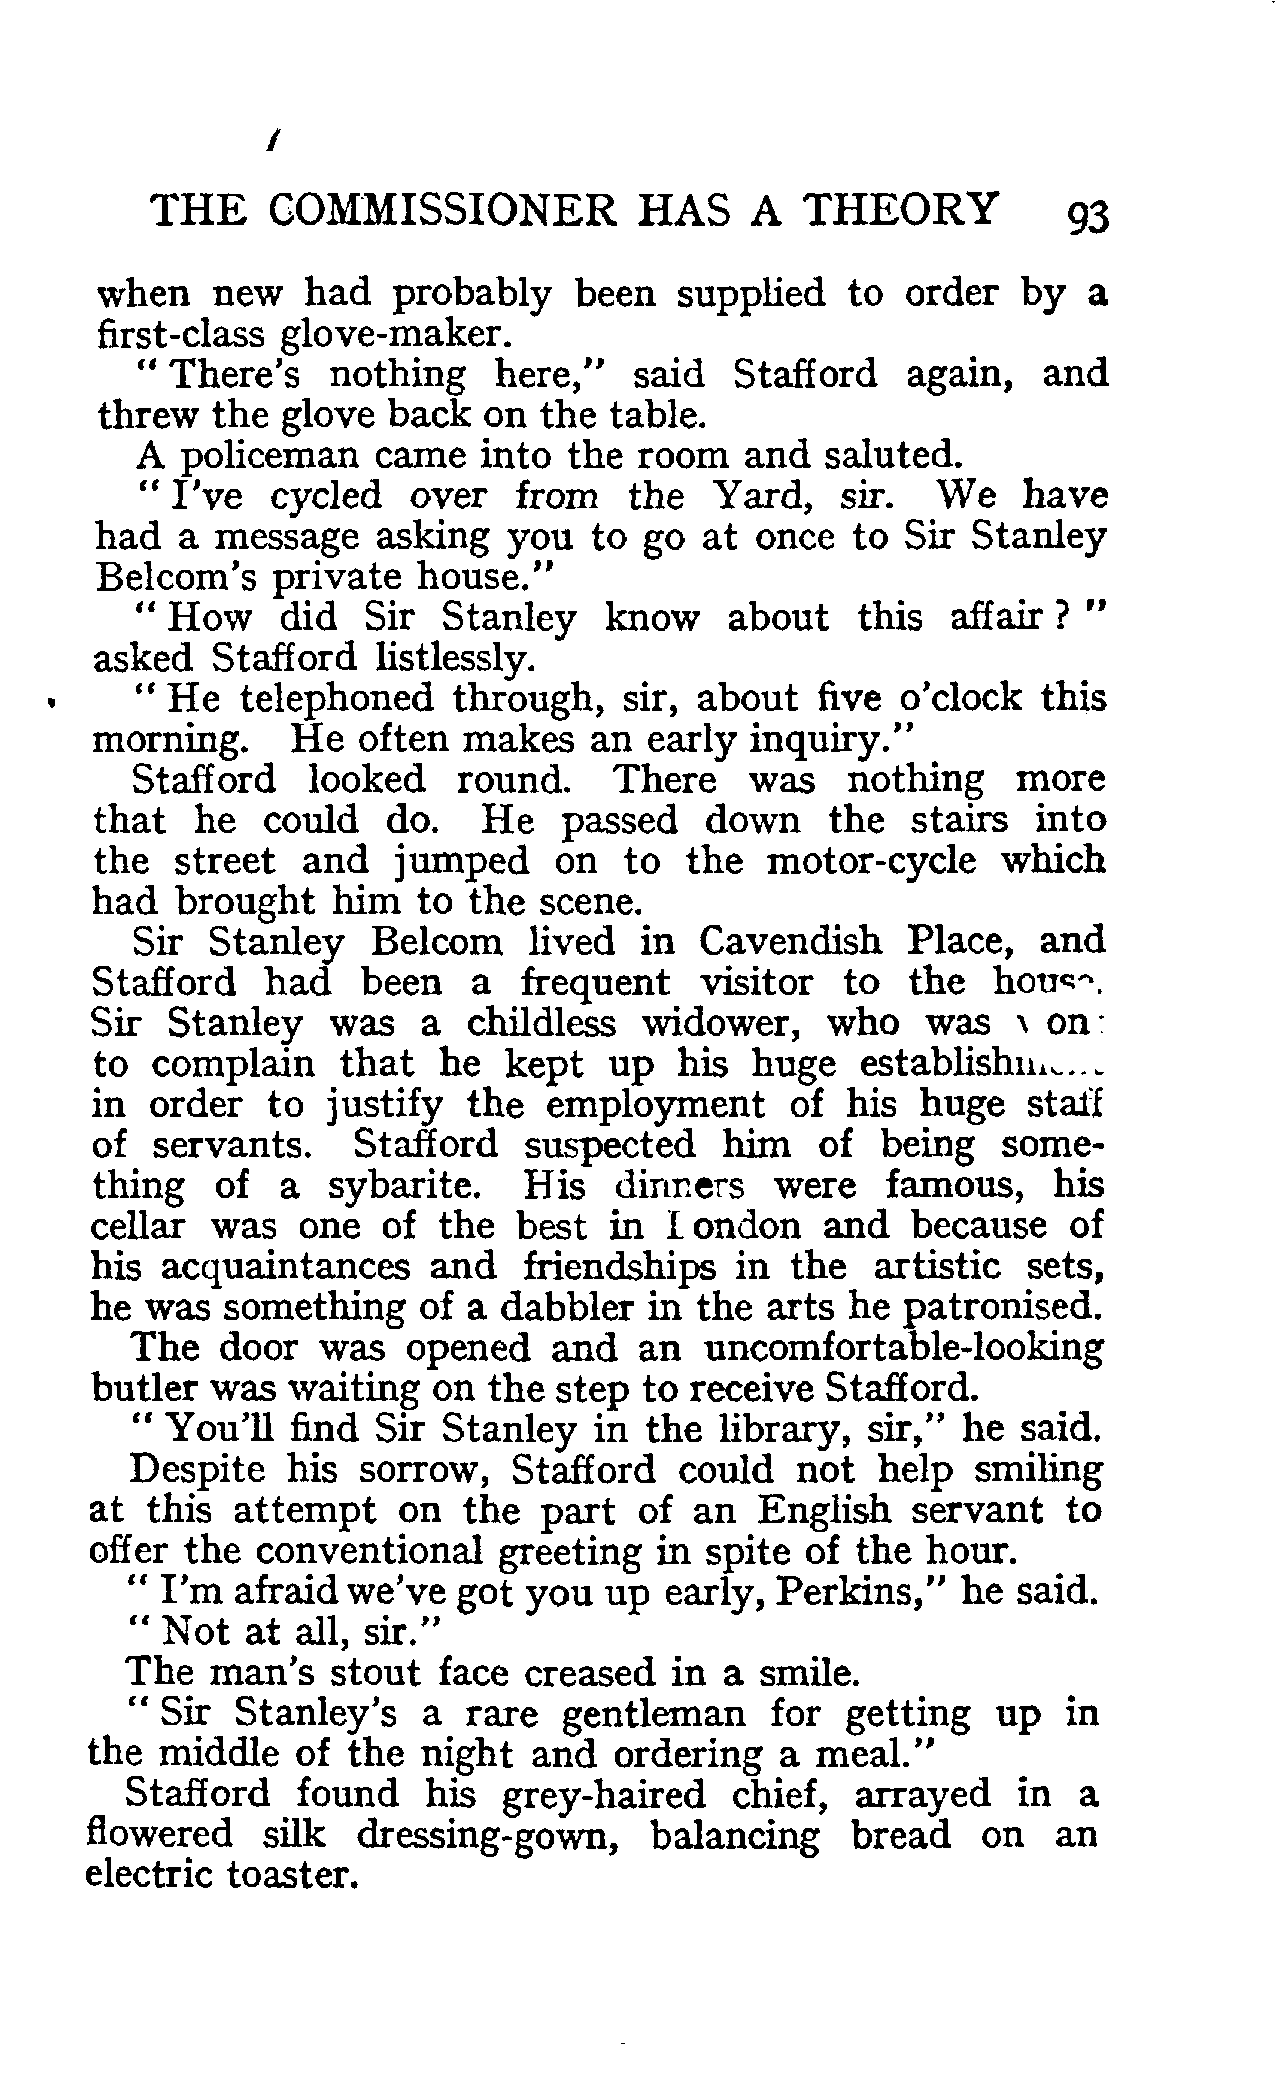 THE COMMISSIONER HAS A THEORY 93
when new had probably been supplied to order by a
first-class glove-maker.
" There's nothing here," said Stafford again, and
threw the glove back on the table.
A policeman came into the room and saluted.
" I've cycled over from the Yard, sir. We have
had a message asking you to go at once to Sir Stanley
Belcom's private house."
" How did Sir Stanley know about this affair ? "
asked Stafford listlessly.
" He telephoned through, sir, about five o'clock this
morning. He often makes an early inquiry."
Stafford looked round. There was nothing more
that he could do. He passed down the stairs into
the street and jumped on to the motor-cycle which
had brought him to the scene.
Sir Stanley Belcom lived in Cavendish Place, and
Stafford had been a frequent visitor to the house.
Sir Stanley was a childless widower, who was
to complain that he kept up his huge
in order to justify the employment of his huge staff
of servants. Stafford suspected him of being some-
thing of a sybarite. His dinners were famous, his
cellar was one of the best in London and because of
his acquaintances and friendships in the artistic sets,
he was something of a dabbler in the arts he patronised.
The door was opened and an uncomfortable-looking
butler was waiting on the step to receive Stafford.
" You'll find Sir Stanley in the library, sir," he said.
Despite his sorrow, Stafford could not help smiling
at this attempt on the part of an English servant to
offer the conventional greeting in spite of the hour.
" I'm afraid we've got you up early, Perkins," he said.
" Not at all, sir."
The man's stout face creased in a smile.
" Sir Stanley's a rare gentleman for getting up in
the middle of the night and ordering a meal."
Stafford found his grey-haired chief, arrayed in a
flowered silk dressing-gown, balancing bread on an
electric toaster.